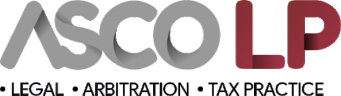 ASCO LP
• LEGAL • ARBITRATION • TAX PRACTICE